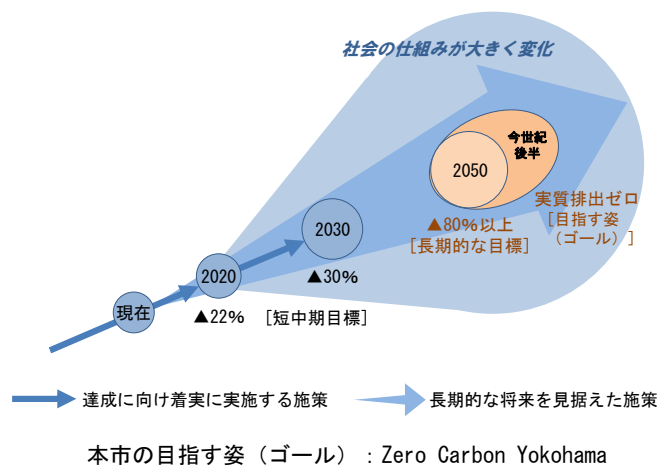 社会の仕組みが大きく変化
今世紀
後半
2050
実質排出ゼロ
[目指す姿
（ゴール）]
▲80%以上
[長期的な目標]
2030
▲30%
2020
▲22%　[短中期目標]
現在
達成に向け着実に実施する施策
長期的な将来を見据えた施策
本市の目指す姿（ゴール）：Zero Carbon Yokohama